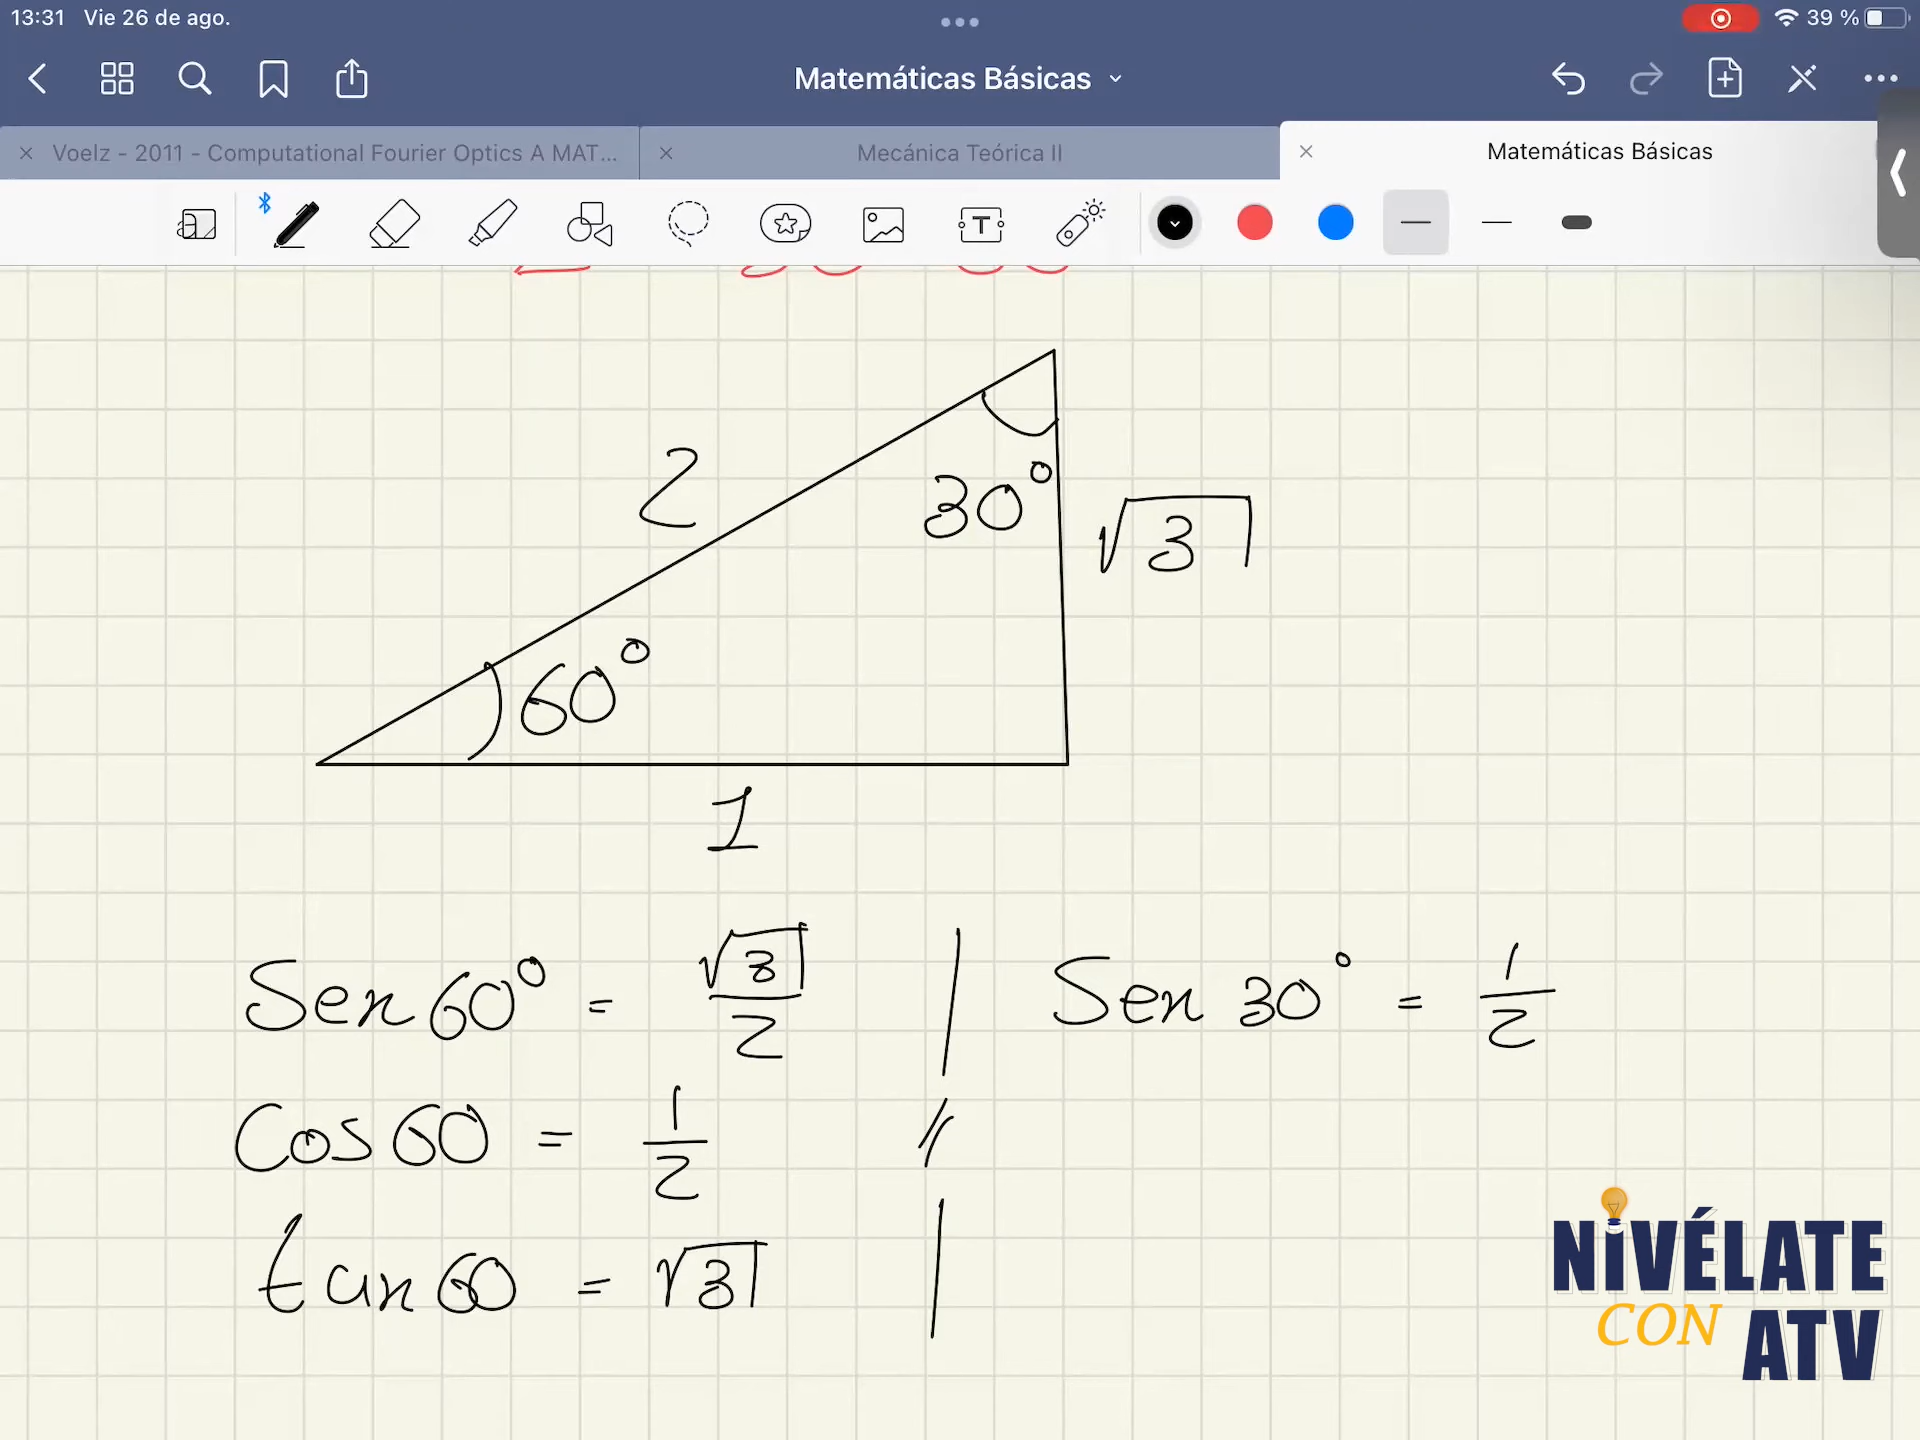 13:31 Vie 26 de ago.
39 %
Matemáticas Básicas
Voelz - 2011 - Computational Fourier Optics A MAT...
Mecánica Teórica II
Matemáticas Básicas
2
30°
√3
60°
1
Sen 60° = √3/2 | Sen 30° = 1/2
Cos 60 = 1/2
tan 60 = √3
NIVÉLATE
CON
ATV